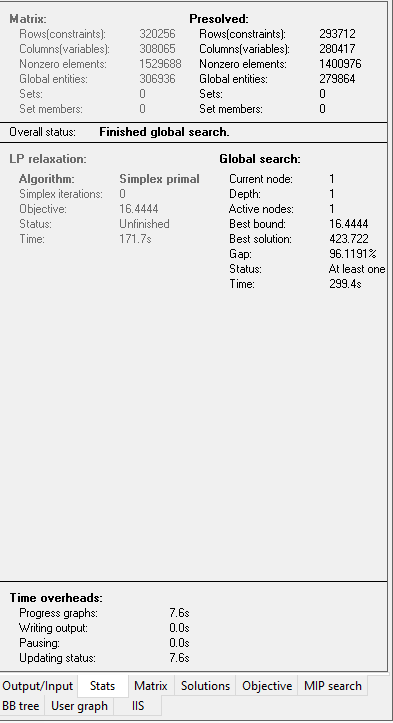 Matrix: Presolved:
Rows(constraints): 320256 Rows(constraints): 293712
Columns(variables): 308065 Columns(variables): 280417
Nonzero elements: 1529688 Nonzero elements: 1400976
Global entities: 306936 Global entities: 279864
Sets: 0 Sets: 0
Set members: 0 Set members: 0
Overall status: Finished global search.
LP relaxation: Global search:
Algorithm: Simplex primal Current node: 1
Simplex iterations: 0 Depth: 1
Objective: 16.4444 Active nodes: 1
Status: Unfinished Best bound: 16.4444
Time: 171.7s Best solution: 423.722
Gap: 96.1191%
Status: At least one
Time: 299.4s
Time overheads:
Progress graphs: 7.6s
Writing output: 0.0s
Pausing: 0.0s
Updating status: 7.6s
Output/Input Stats Matrix Solutions Objective MIP search
BB tree User graph IIS